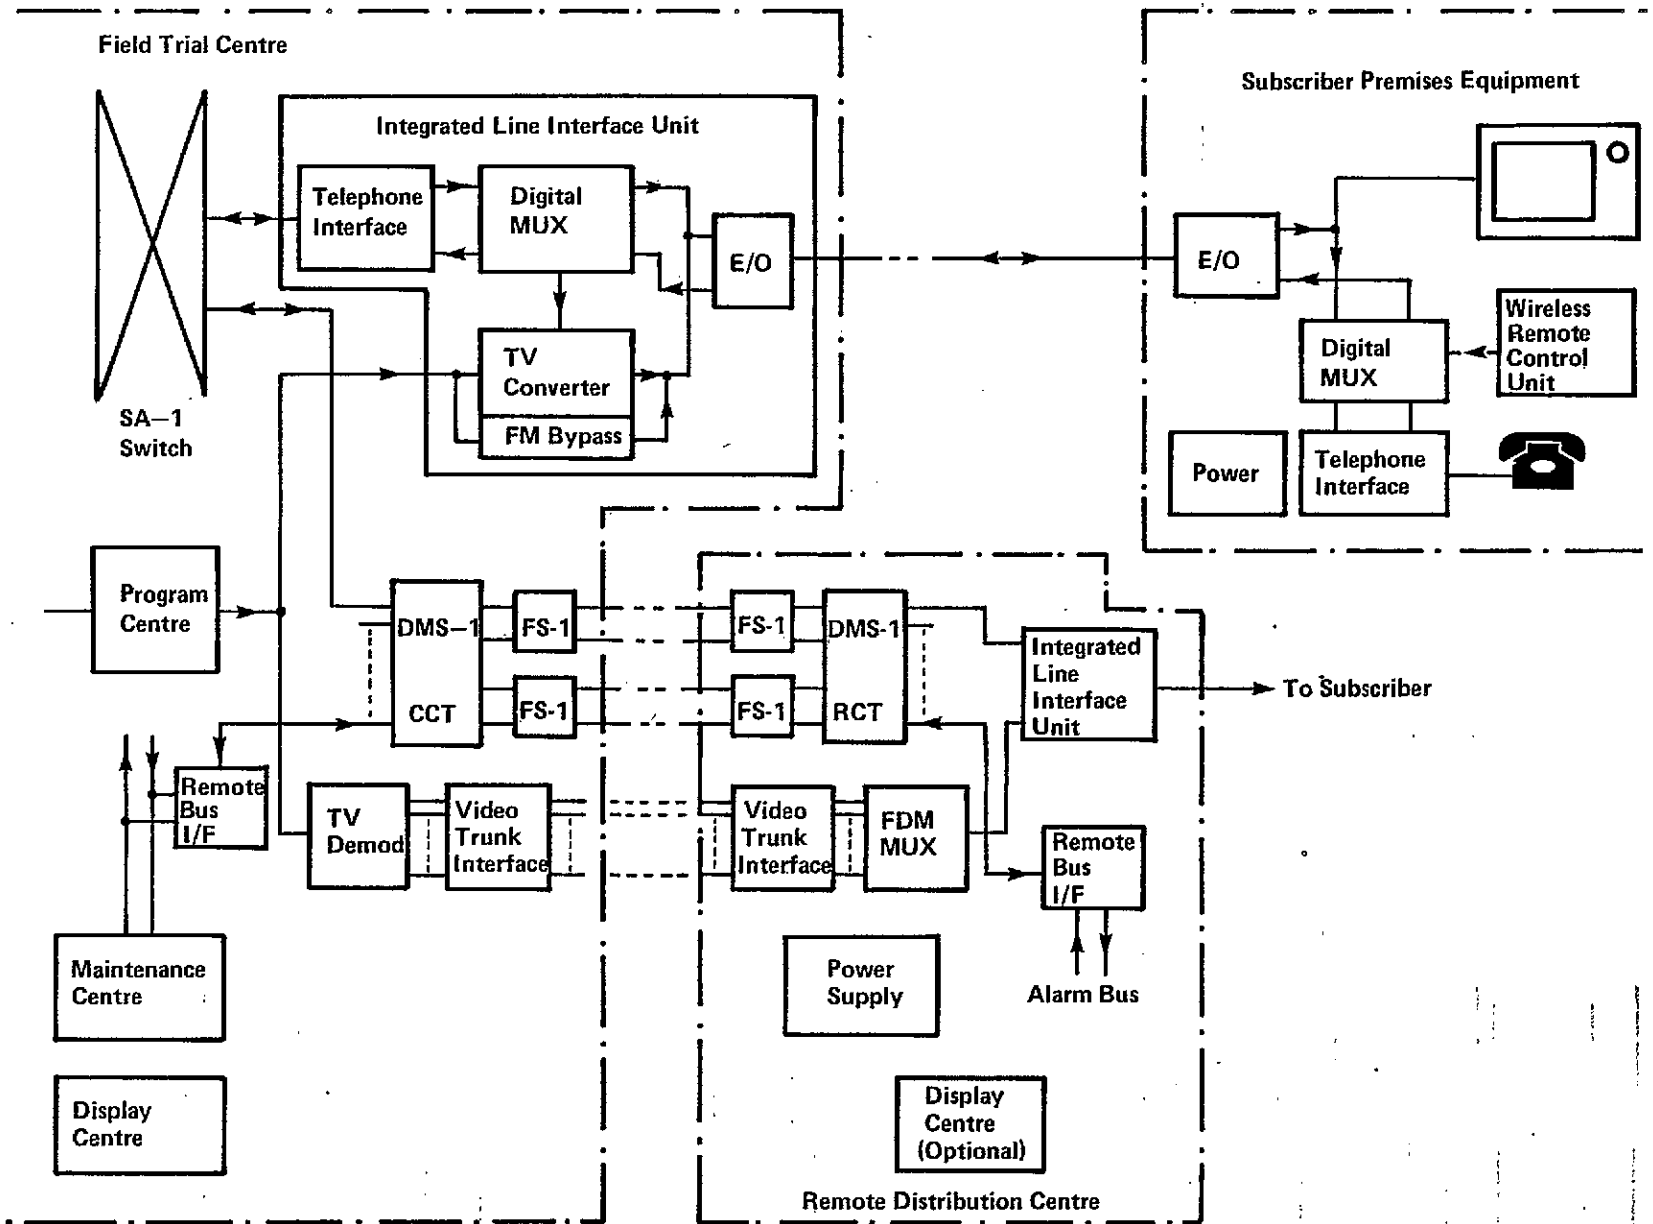 Field Trial Centre
Subscriber Premises Equipment
Integrated Line Interface Unit
Telephone
Interface
Digital
MUX
E/O
TV
Converter
FM Bypass
SA–1
Switch
E/O
Digital
MUX
Wireless
Remote
Control
Unit
Power
Telephone
Interface
Program
Centre
DMS–1
CCT
FS-1
FS-1
FS-1
FS-1
DMS-1
RCT
Integrated
Line
Interface
Unit
To Subscriber
Remote
Bus
I/F
TV
Demod
Video
Trunk
Interface
Video
Trunk
Interface
FDM
MUX
Remote
Bus
I/F
Alarm Bus
Maintenance
Centre
Power
Supply
Display
Centre
Display
Centre
(Optional)
Remote Distribution Centre